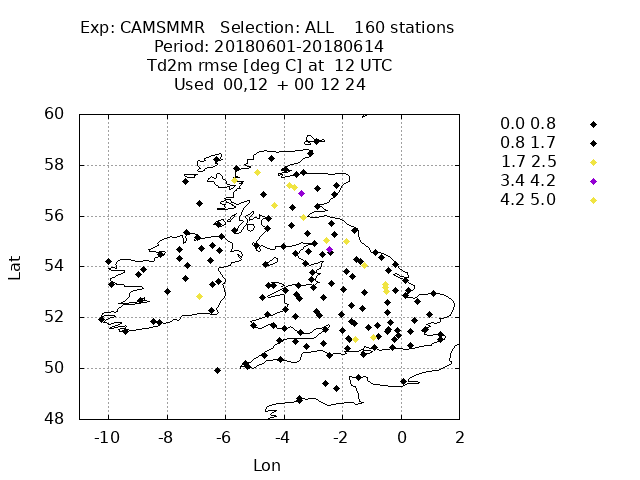 Exp: CAMSMMR Selection: ALL 160 stations
Period: 20180601-20180614
Td2m rmse [deg C] at 12 UTC
Used 00,12 + 00 12 24
60
58
56
54
52
50
48
Lat
-10 -8 -6 -4 -2 0 2
Lon
0.0 0.8
0.8 1.7
1.7 2.5
3.4 4.2
4.2 5.0